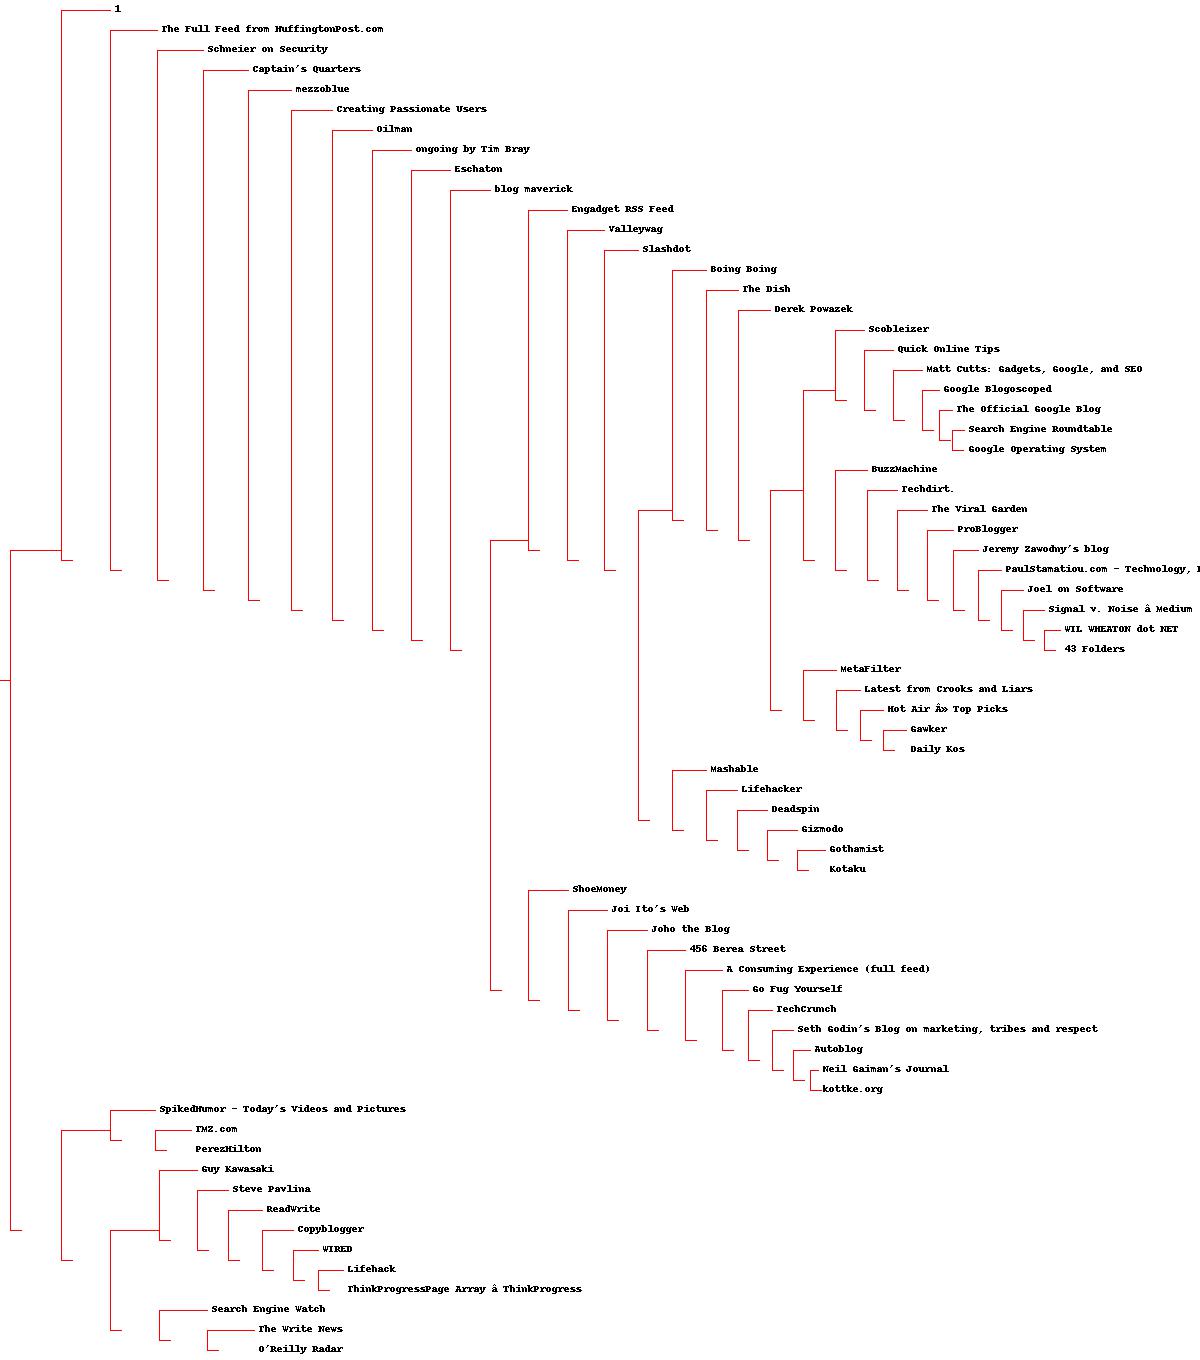 1
The Full Feed from HuffingtonPost.com
Schneier on Security
Captain's Quarters
mezzoblue
Creating Passionate Users
Oilman
ongoing by Tim Bray
Eschaton
blog maverick
Engadget RSS Feed
Valleywag
Slashdot
Boing Boing
The Dish
Derek Powazek
Scobleizer
Quick Online Tips
Matt Cutts: Gadgets, Google, and SEO
Google Blogoscoped
The Official Google Blog
Search Engine Roundtable
Google Operating System
BuzzMachine
Techdirt.
The Viral Garden
ProBlogger
Jeremy Zawodny's blog
PaulStamatiou.com - Technology,
Joel on Software
Signal v. Noise â Medium
WIL WHEATON dot NET
43 Folders
MetaFilter
Latest from Crooks and Liars
Hot Air Â» Top Picks
Gawker
Daily Kos
Mashable
Lifehacker
Deadspin
Gizmodo
Gothamist
Kotaku
ShoeMoney
Joi Ito's Web
Joho the Blog
456 Berea Street
A Consuming Experience (full feed)
Go Fug Yourself
TechCrunch
Seth Godin's Blog on marketing, tribes and respect
Autoblog
Neil Gaiman's Journal
kottke.org
SpikedHumor - Today's Videos and Pictures
TMZ.com
PerezHilton
Guy Kawasaki
Steve Pavlina
ReadWrite
Copyblogger
WIRED
Lifehack
ThinkProgressPage Array â ThinkProgress
Search Engine Watch
The Write News
O'Reilly Radar